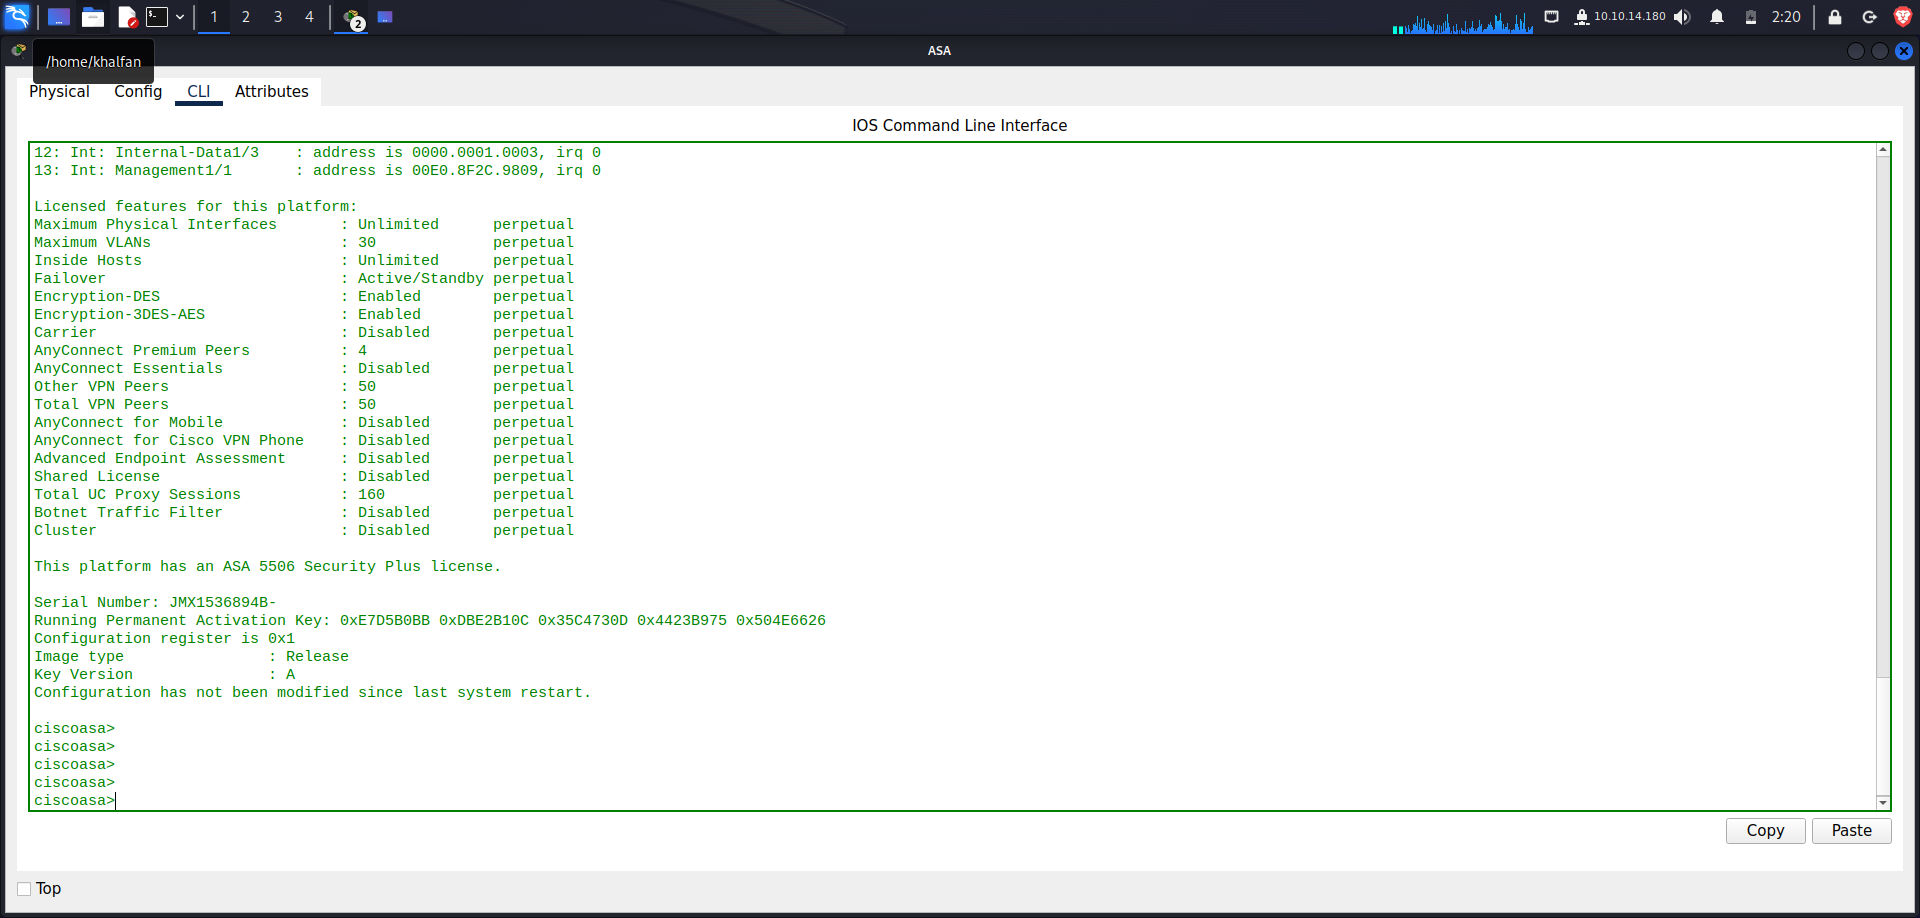 1 2 3 4 2 10.10.14.180 2:20
ASA
/home/khalfan
Physical Config CLI Attributes
IOS Command Line Interface
12: Int: Internal-Data1/3    : address is 0000.0001.0003, irq 0
13: Int: Management1/1       : address is 00E0.8F2C.9809, irq 0
Licensed features for this platform:
Maximum Physical Interfaces       : Unlimited      perpetual
Maximum VLANs                     : 30             perpetual
Inside Hosts                      : Unlimited      perpetual
Failover                          : Active/Standby perpetual
Encryption-DES                    : Enabled        perpetual
Encryption-3DES-AES               : Enabled        perpetual
Carrier                           : Disabled       perpetual
AnyConnect Premium Peers          : 4              perpetual
AnyConnect Essentials             : Disabled       perpetual
Other VPN Peers                   : 50             perpetual
Total VPN Peers                   : 50             perpetual
AnyConnect for Mobile             : Disabled       perpetual
AnyConnect for Cisco VPN Phone    : Disabled       perpetual
Advanced Endpoint Assessment      : Disabled       perpetual
Shared License                    : Disabled       perpetual
Total UC Proxy Sessions           : 160            perpetual
Botnet Traffic Filter             : Disabled       perpetual
Cluster                           : Disabled       perpetual
This platform has an ASA 5506 Security Plus license.
Serial Number: JMX1536894B-
Running Permanent Activation Key: 0xE7D5B0BB 0xDBE2B10C 0x35C4730D 0x4423B975 0x504E6626
Configuration register is 0x1
Image type                : Release
Key Version               : A
Configuration has not been modified since last system restart.
ciscoasa>
ciscoasa>
ciscoasa>
ciscoasa>
ciscoasa>
Copy Paste
Top